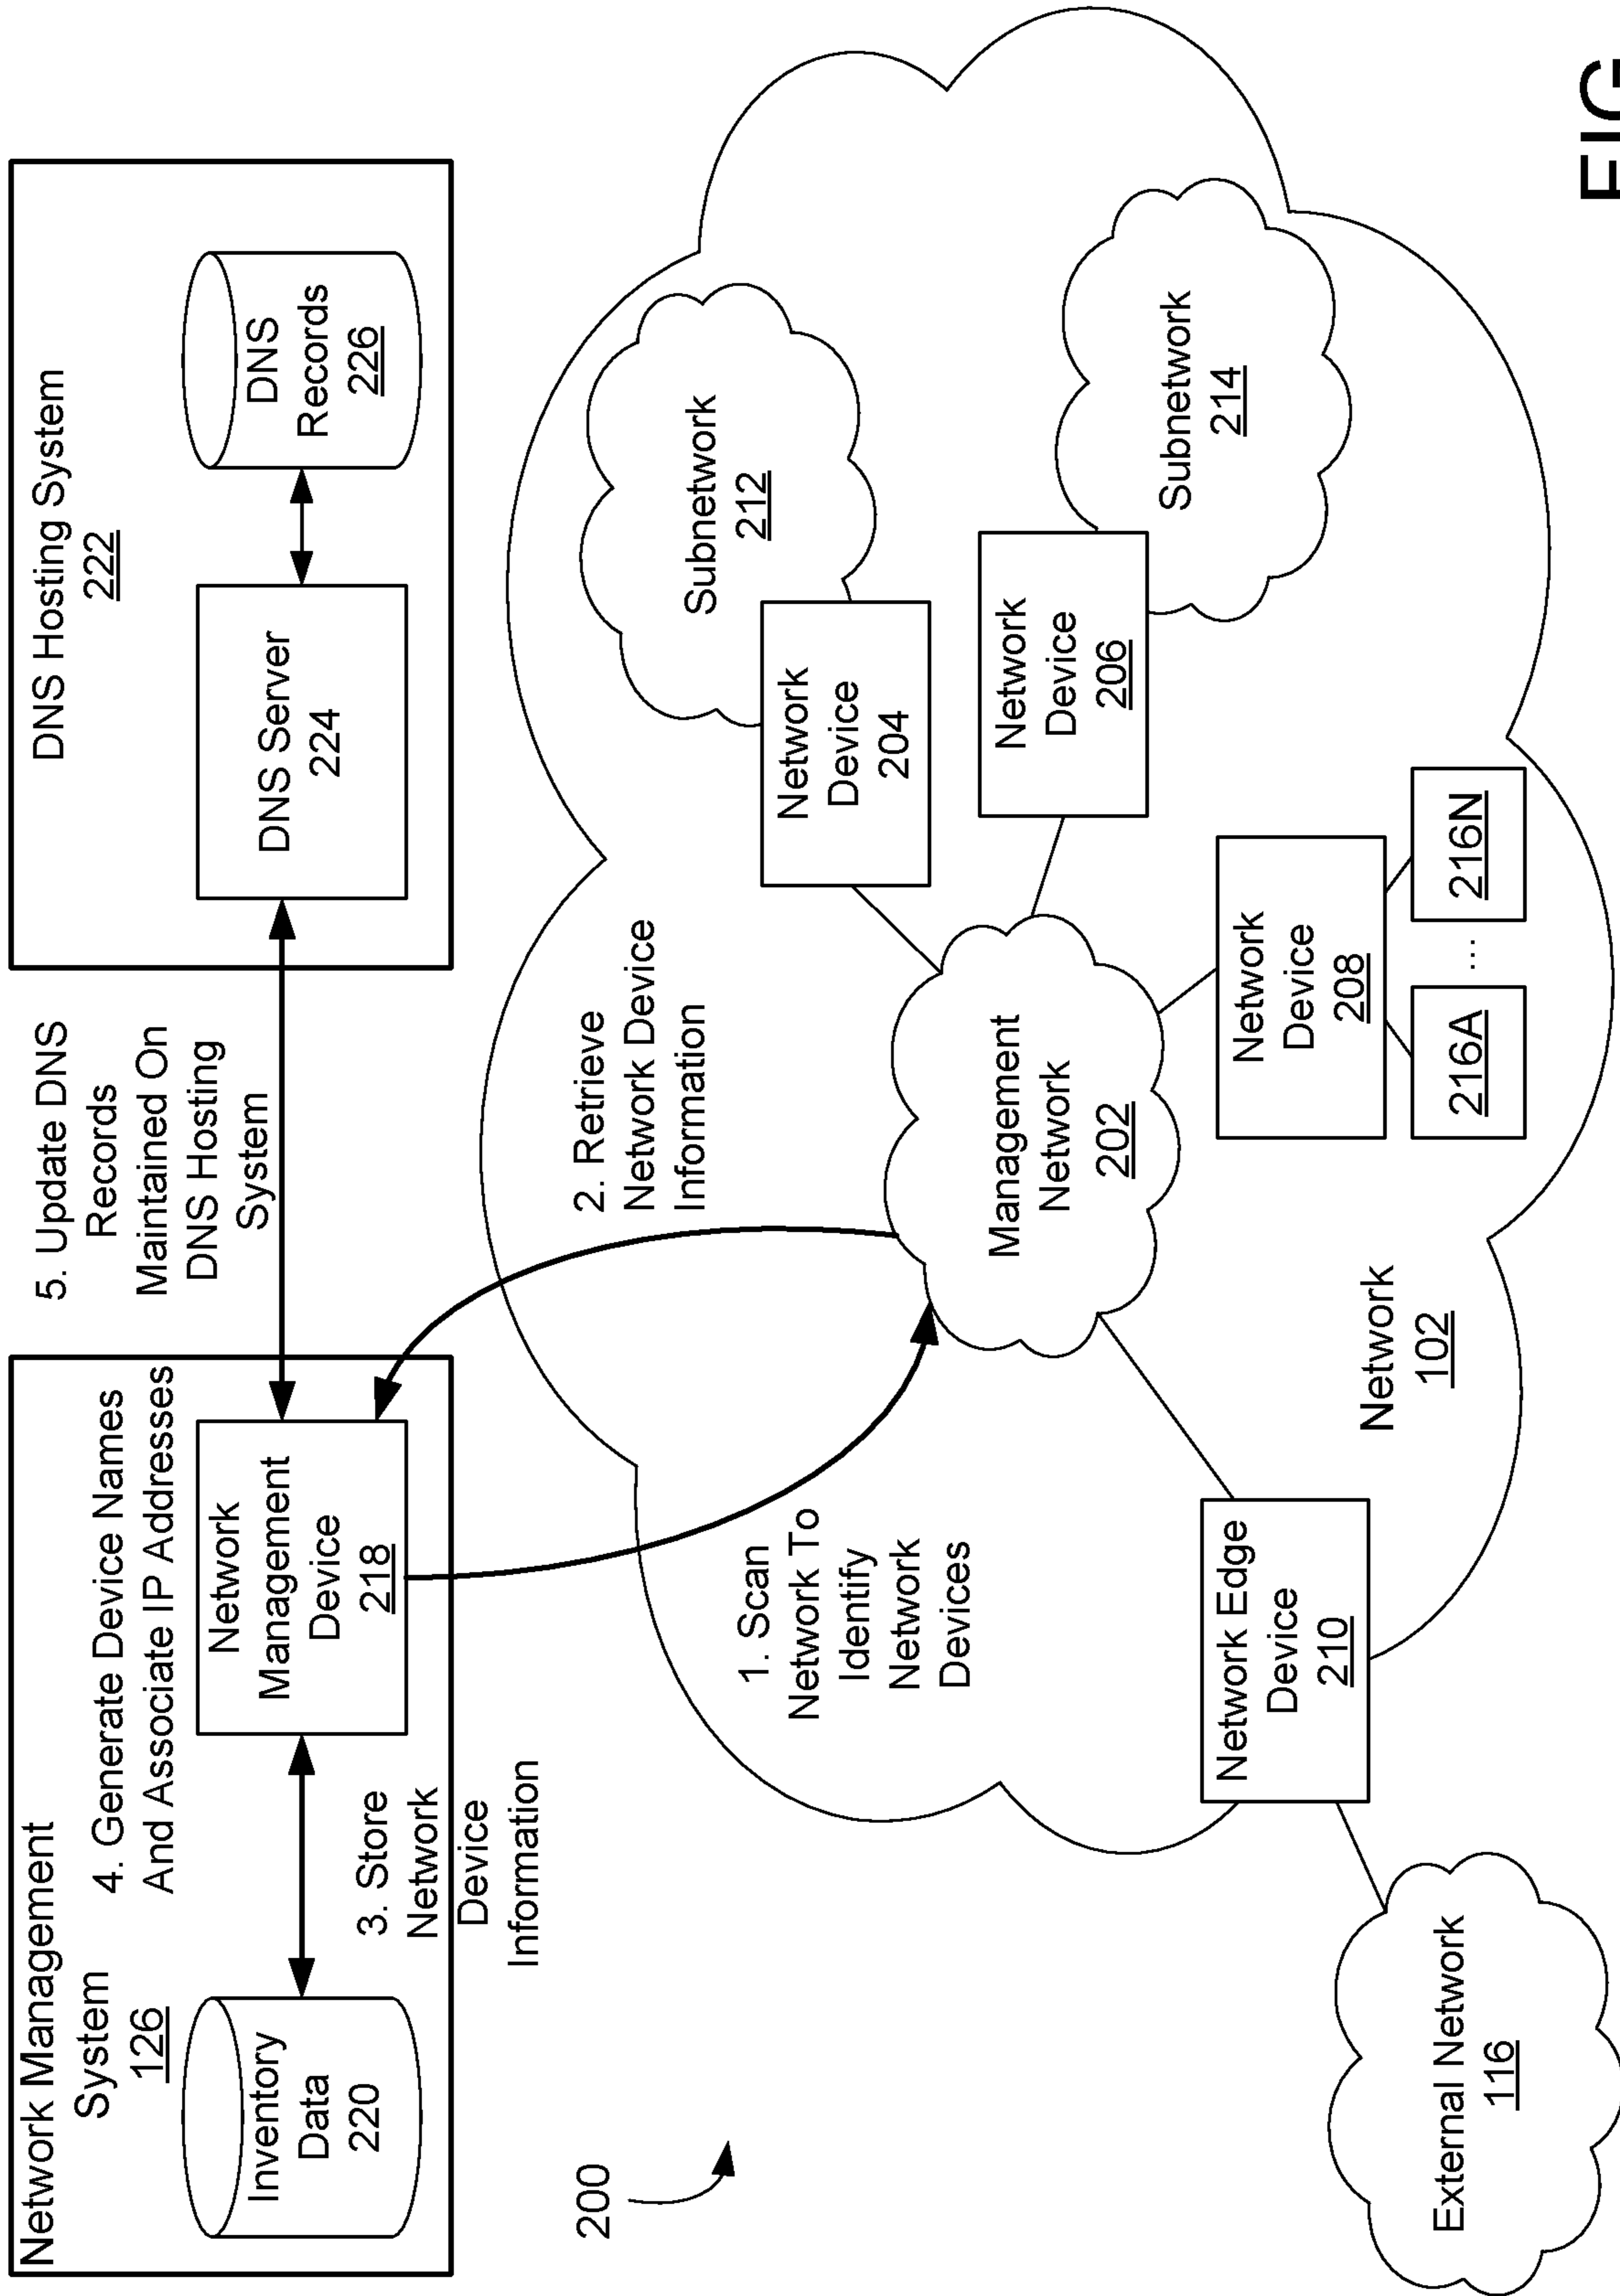 Network Management
System
126
4. Generate Device Names
And Associate IP Addresses
Inventory
Data
220
Network
Management
Device
218
3. Store
Network
Device
Information
5. Update DNS
Records
Maintained On
DNS Hosting
System
DNS Hosting System
222
DNS Server
224
DNS
Records
226
200
1. Scan
Network To
Identify
Network
Devices
2. Retrieve
Network Device
Information
Management
Network
202
Network
Device
204
Subnetwork
212
Network
Device
206
Subnetwork
214
Network
Device
208
216A
...
216N
Network Edge
Device
210
Network
102
External Network
116
FIG